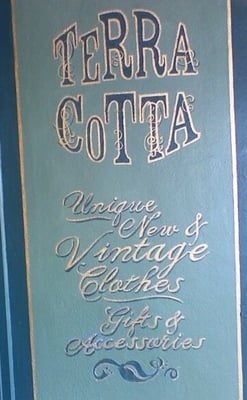 TERRA
COTTA
Unique
New &
Vintage
Clothes
Gifts &
Accessories